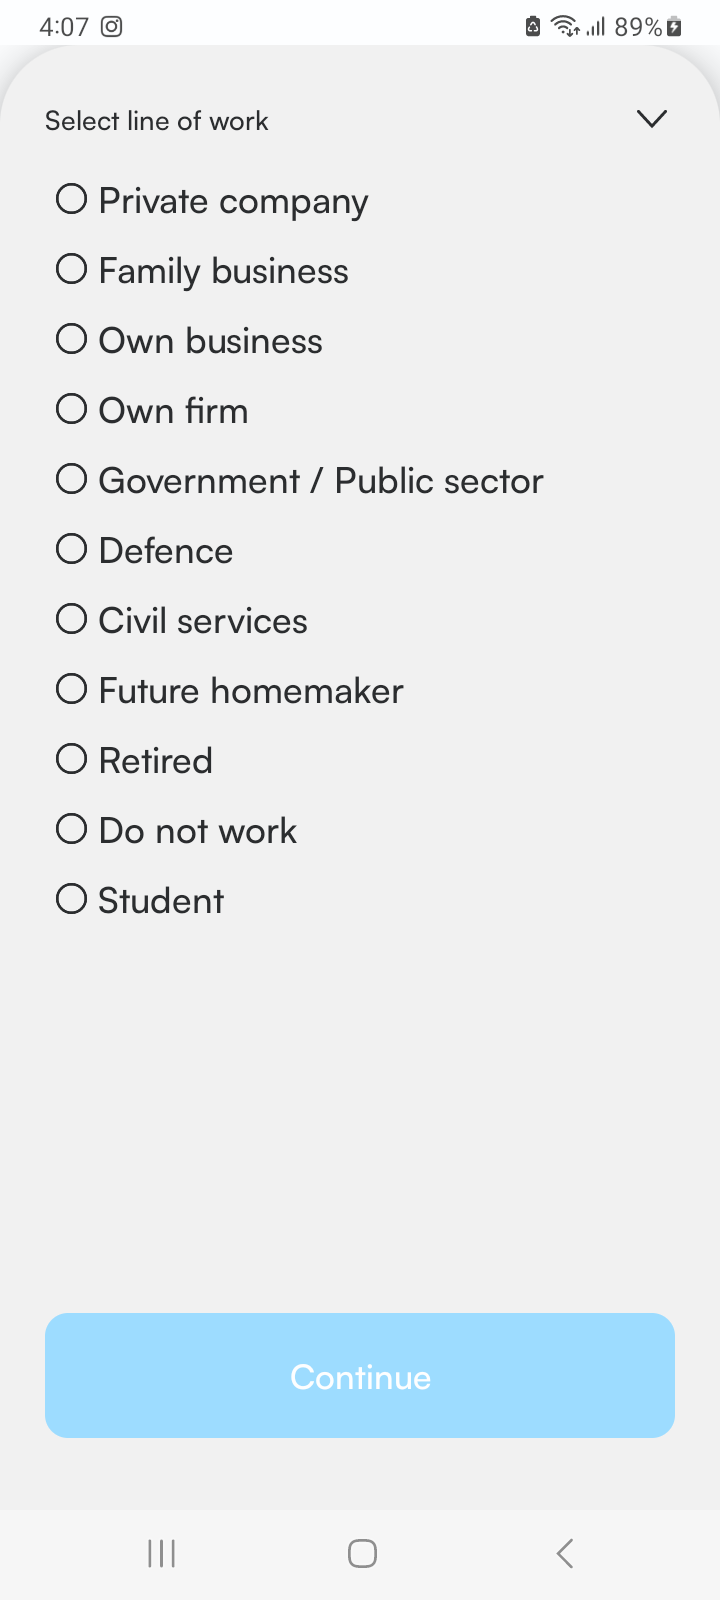 4:07
89%
Select line of work
Private company
Family business
Own business
Own firm
Government / Public sector
Defence
Civil services
Future homemaker
Retired
Do not work
Student
Continue